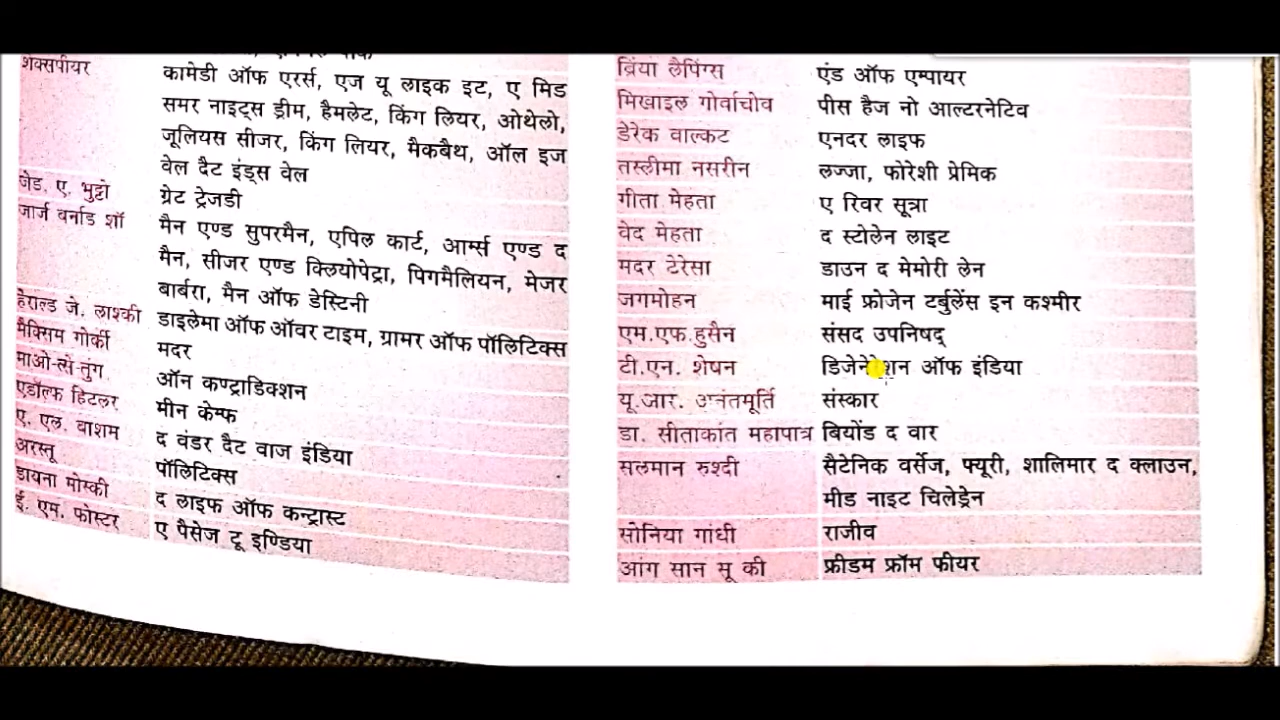 शेक्सपीयर
कामेडी ऑफ एरर्स, एज यू लाइक इट, ए मिड
समर नाइट्स ड्रीम, हैमलेट, किंग लियर, ओथेलो,
जूलियस सीजर, किंग लियर, मैकबैथ, ऑल इज
वेल दैट इंड्स वेल
जेड. ए. भुट्टो ग्रेट ट्रेजडी
जार्ज बर्नाड शॉ मैन एण्ड सुपरमैन, एपिल कार्ट, आर्म्स एण्ड द
मैन, सीजर एण्ड क्लियोपेट्रा, पिगमैलियन, मेजर
बार्बरा, मैन ऑफ डेस्टिनी
हेराल्ड जे. लाश्की डाइलेमा ऑफ ऑवर टाइम, ग्रामर ऑफ पॉलिटिक्स
मैक्सिम गोर्की मदर
माओ-त्से-तुंग ऑन कण्ट्राडिक्शन
एडॉल्फ हिटलर मीन केम्फ
ए. एल. बाशम द वंडर दैट वाज इंडिया
अरस्तू पॉलिटिक्स
डायना मोस्की द लाइफ ऑफ कन्ट्रास्ट
ई. एम. फोस्टर ए पैसेज टू इण्डिया
ब्रिंया लैपिंग्स एंड ऑफ एम्पायर
मिखाइल गोर्वाचोव पीस हैज नो आल्टरनेटिव
डेरेक वाल्कट एनदर लाइफ
तस्लीमा नसरीन लज्जा, फोरेशी प्रेमिक
गीता मेहता ए रिवर सूत्रा
वेद मेहता द स्टोलेन लाइट
मदर टेरेसा डाउन द मेमोरी लेन
जगमोहन माई फ्रोजेन टर्बुलेंस इन कश्मीर
एम.एफ.हुसैन संसद उपनिषद्
टी.एन. शेषन डिजेनेरेशन ऑफ इंडिया
यू.आर. अनंतमूर्ति संस्कार
डा. सीताकांत महापात्र बियोंड द वार
सलमान रुश्दी सैटेनिक वर्सेज, फ्यूरी, शालिमार द क्लाउन,
मीड नाइट चिलेड्रेन
सोनिया गांधी राजीव
आंग सान सू की फ्रीडम फ्रॉम फीयर